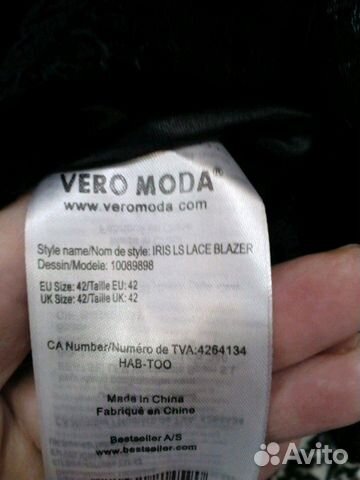 VERO MODA®
www.veromoda.com
Style name/Nom de style: IRIS LS LACE BLAZER
Dessin/Modele: 10089898
EU Size: 42/Taille EU: 42
UK Size: 42/Taille UK: 42
CA Number/Numéro de TVA:4264134
HAB-TOO
Made in China
Fabriqué en Chine
Bestseller A/S
www.bestseller.com
Avito